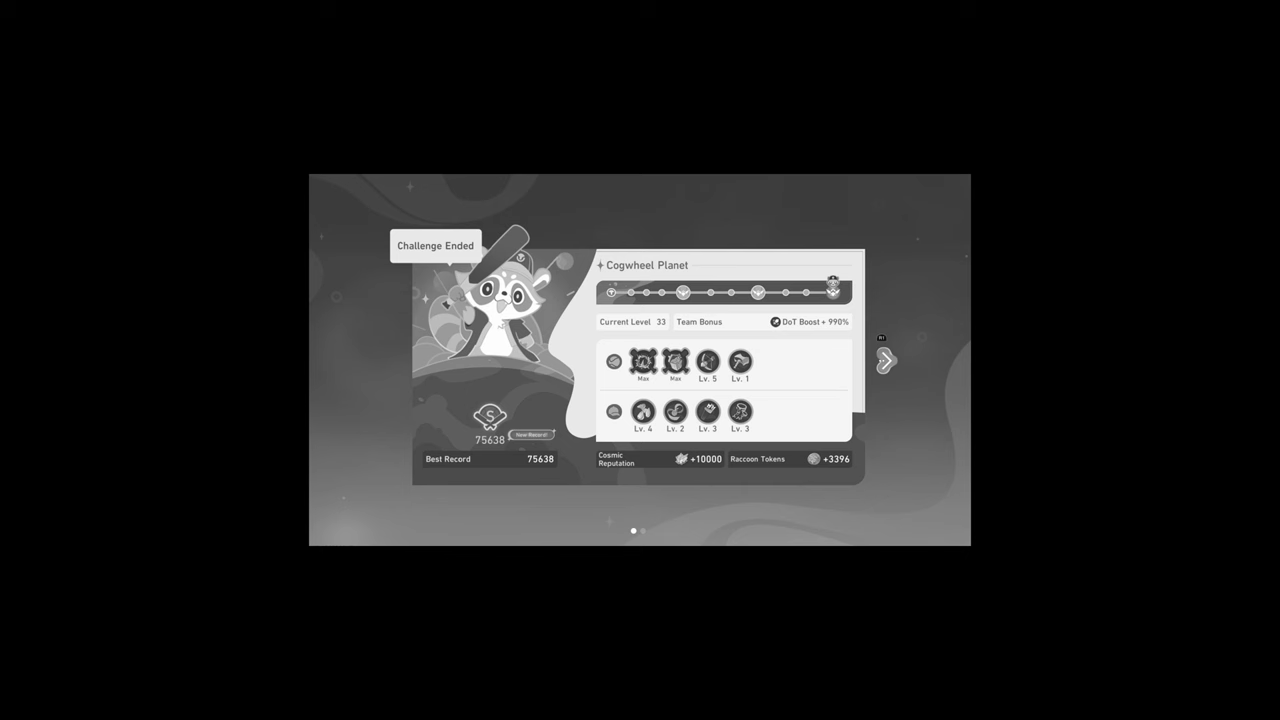 Challenge Ended
Cogwheel Planet
Current Level 33
Team Bonus
DoT Boost + 990%
R1
Max
Max
Lv. 5
Lv. 1
Lv. 4
Lv. 2
Lv. 3
Lv. 3
S
75638
New Record!
Best Record
75638
Cosmic
Reputation
+10000
Raccoon Tokens
+3396